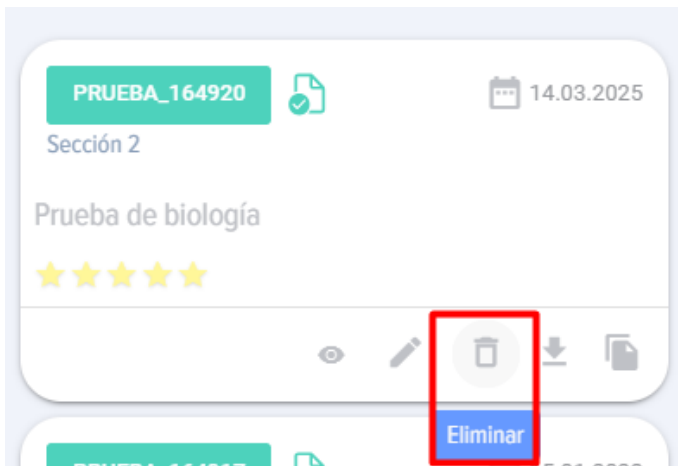 PRUEBA_164920
14.03.2025
Sección 2
Prueba de biología
Eliminar